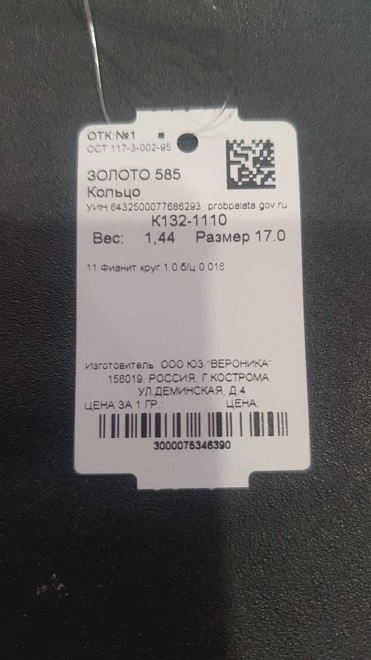 ОТК:№1
ОСТ 117-3-002-95
ЗОЛОТО 585
Кольцо
УИН 6432500077686293 probpalata.gov.ru
К132-1110
Вес: 1,44 Размер 17.0
11 Фианит круг 1.0 б/ц 0.018
Изготовитель: ООО ЮЗ "ВЕРОНИКА"
156019, РОССИЯ, Г.КОСТРОМА,
УЛ.ДЕМИНСКАЯ, Д.4
ЦЕНА ЗА 1 ГР.: ЦЕНА:
3000075346390